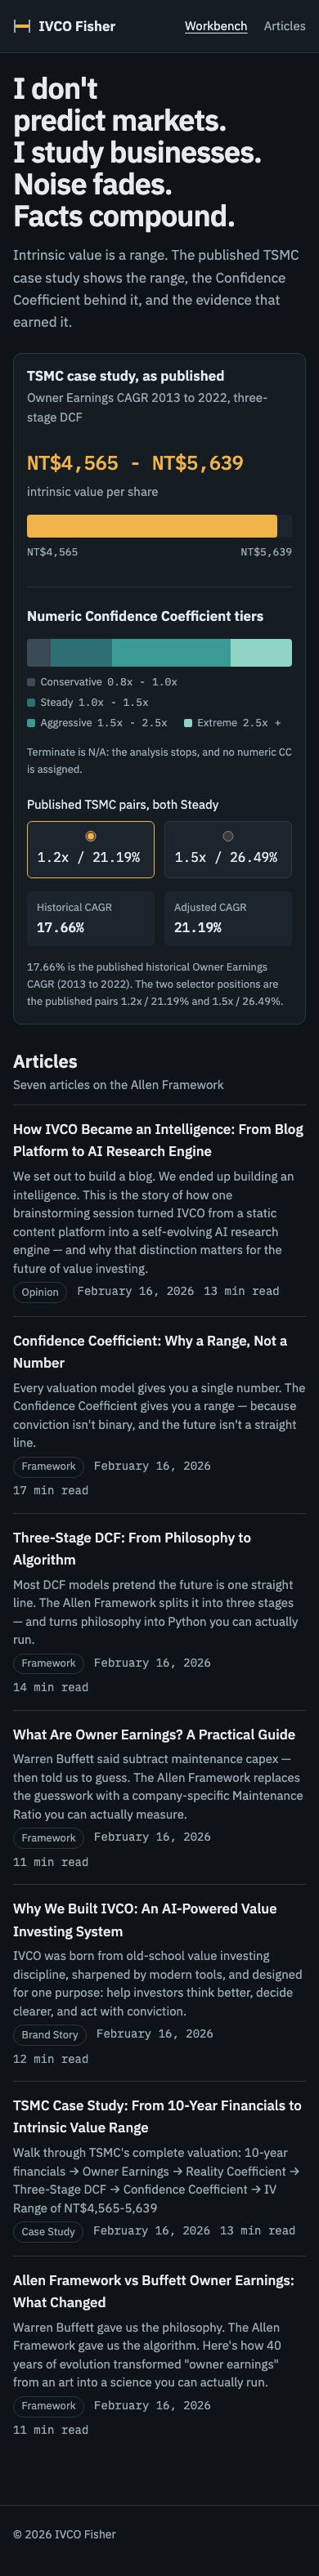 IVCO Fisher
Workbench
Articles
I don't
predict markets.
I study businesses.
Noise fades.
Facts compound.
Intrinsic value is a range. The published TSMC
case study shows the range, the Confidence
Coefficient behind it, and the evidence that
earned it.
TSMC case study, as published
Owner Earnings CAGR 2013 to 2022, three-
stage DCF
NT$4,565 - NT$5,639
intrinsic value per share
NT$4,565
NT$5,639
Numeric Confidence Coefficient tiers
Conservative 0.8x - 1.0x
Steady 1.0x - 1.5x
Aggressive 1.5x - 2.5x
Extreme 2.5x +
Terminate is N/A: the analysis stops, and no numeric CC
is assigned.
Published TSMC pairs, both Steady
1.2x / 21.19%
1.5x / 26.49%
Historical CAGR
17.66%
Adjusted CAGR
21.19%
17.66% is the published historical Owner Earnings
CAGR (2013 to 2022). The two selector positions are
the published pairs 1.2x / 21.19% and 1.5x / 26.49%.
Articles
Seven articles on the Allen Framework
How IVCO Became an Intelligence: From Blog
Platform to AI Research Engine
We set out to build a blog. We ended up building an
intelligence. This is the story of how one
brainstorming session turned IVCO from a static
content platform into a self-evolving AI research
engine — and why that distinction matters for the
future of value investing.
Opinion February 16, 2026 13 min read
Confidence Coefficient: Why a Range, Not a
Number
Every valuation model gives you a single number. The
Confidence Coefficient gives you a range — because
conviction isn't binary, and the future isn't a straight
line.
Framework February 16, 2026
17 min read
Three-Stage DCF: From Philosophy to
Algorithm
Most DCF models pretend the future is one straight
line. The Allen Framework splits it into three stages
— and turns philosophy into Python you can actually
run.
Framework February 16, 2026
14 min read
What Are Owner Earnings? A Practical Guide
Warren Buffett said subtract maintenance capex —
then told us to guess. The Allen Framework replaces
the guesswork with a company-specific Maintenance
Ratio you can actually measure.
Framework February 16, 2026
11 min read
Why We Built IVCO: An AI-Powered Value
Investing System
IVCO was born from old-school value investing
discipline, sharpened by modern tools, and designed
for one purpose: help investors think better, decide
clearer, and act with conviction.
Brand Story February 16, 2026
12 min read
TSMC Case Study: From 10-Year Financials to
Intrinsic Value Range
Walk through TSMC's complete valuation: 10-year
financials → Owner Earnings → Reality Coefficient →
Three-Stage DCF → Confidence Coefficient → IV
Range of NT$4,565-5,639
Case Study February 16, 2026 13 min read
Allen Framework vs Buffett Owner Earnings:
What Changed
Warren Buffett gave us the philosophy. The Allen
Framework gave us the algorithm. Here's how 40
years of evolution transformed "owner earnings"
from an art into a science you can actually run.
Framework February 16, 2026
11 min read
© 2026 IVCO Fisher